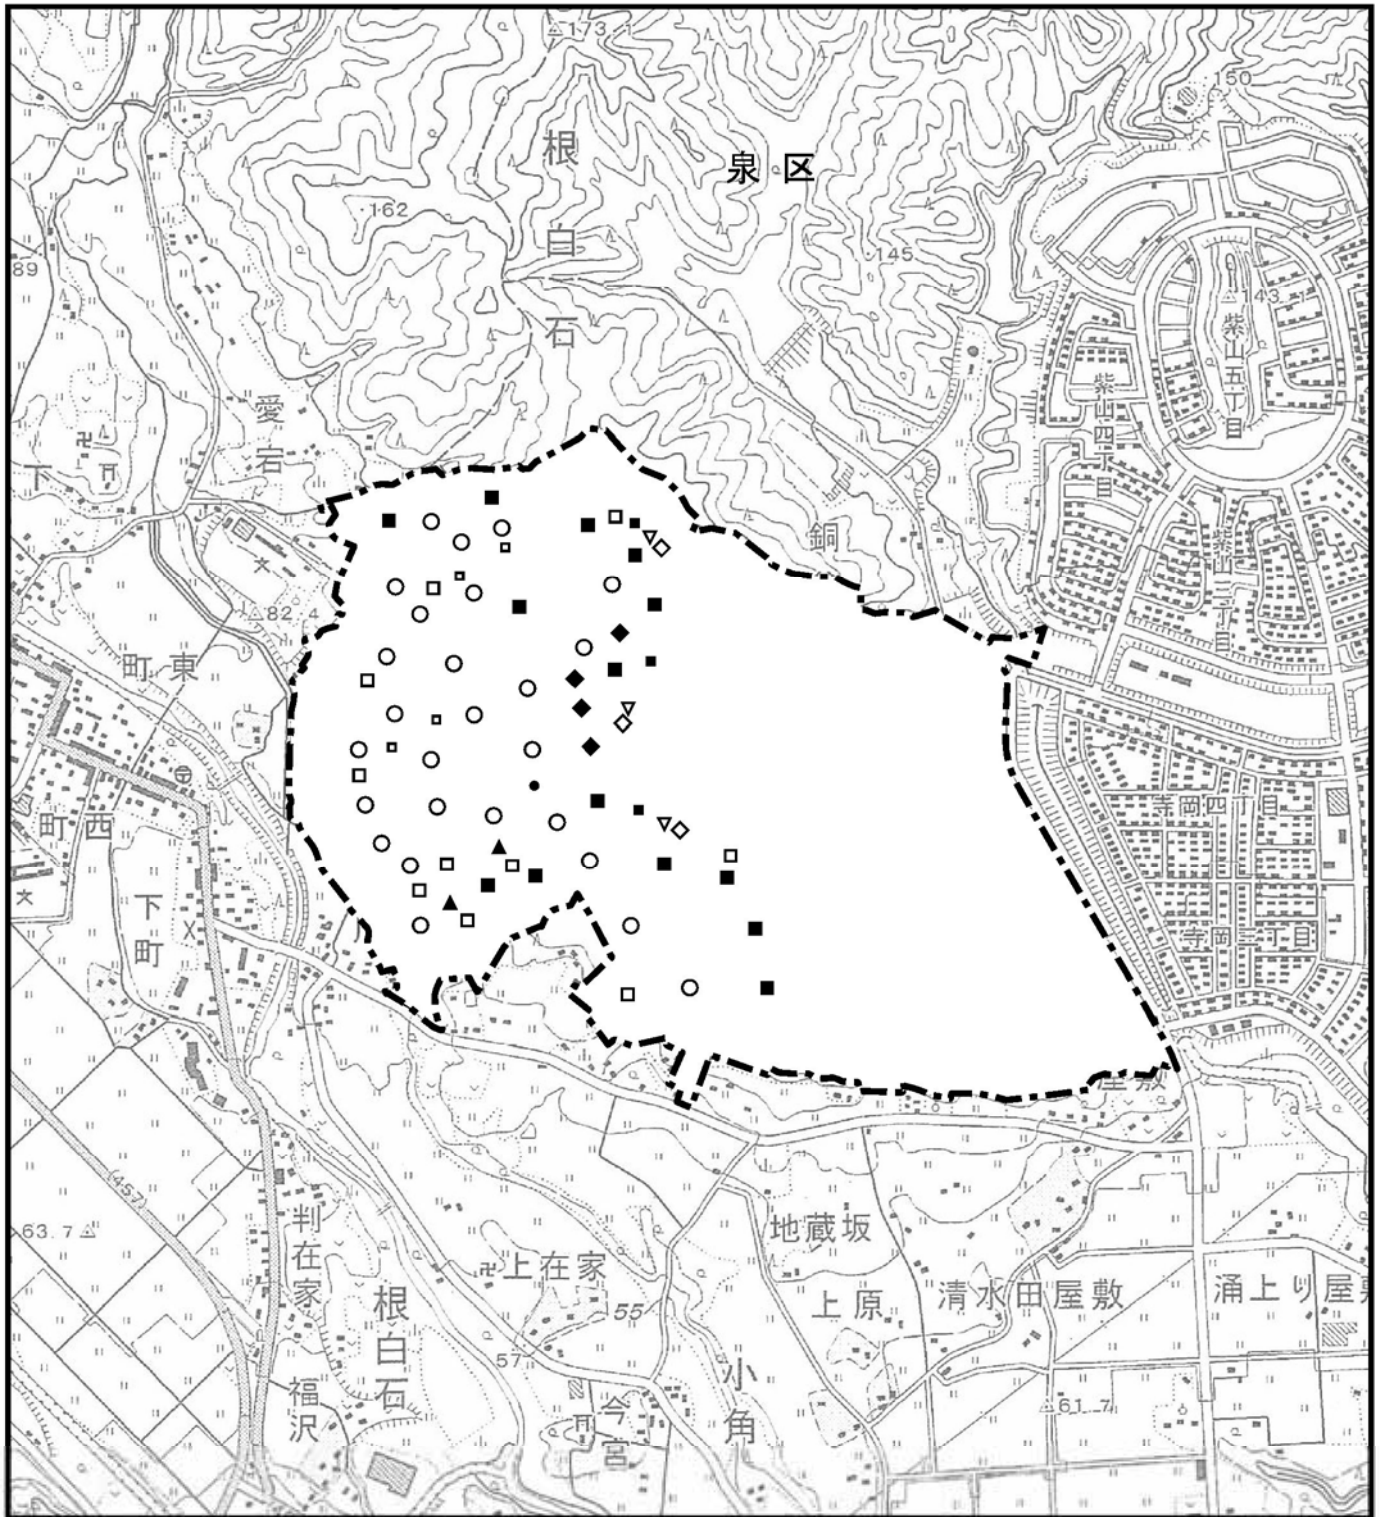 173.1
150
根白石
泉区
162
145
89
143.1
紫山五丁目
紫山四丁目
愛宕
下
銅
紫山三丁目
82.4
町東
寺岡四丁目
町西
下町
寺岡三丁目
屋敷
(457)
63.7
判在家
地蔵坂
上在家
上原
清水田屋敷
涌上り屋敷
根白石
55
57
小角
福沢
今宮
61.7